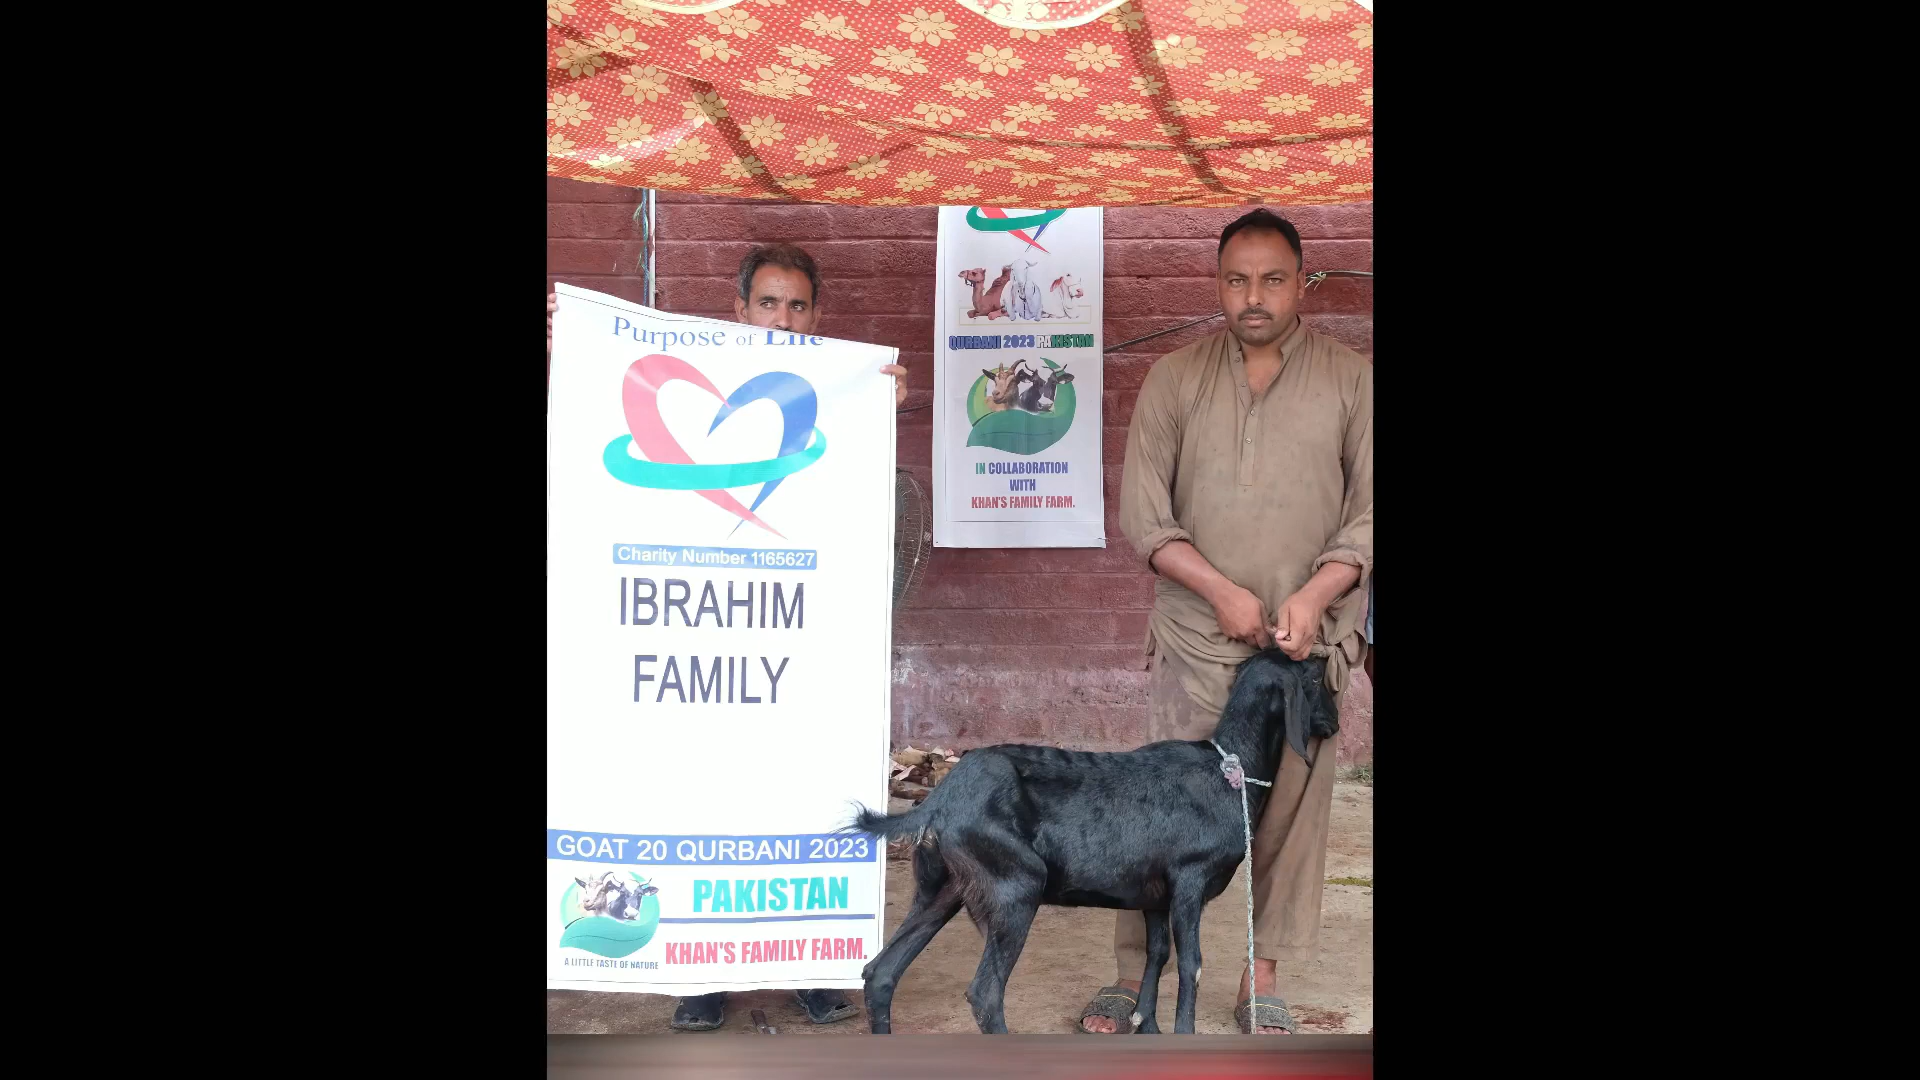 Purpose of Life
Charity Number 1165627
IBRAHIM
FAMILY
GOAT 20 QURBANI 2023
PAKISTAN
KHAN'S FAMILY FARM.
A LITTLE TASTE OF NATURE
QURBANI 2023 PAKISTAN
IN COLLABORATION
WITH
KHAN'S FAMILY FARM.